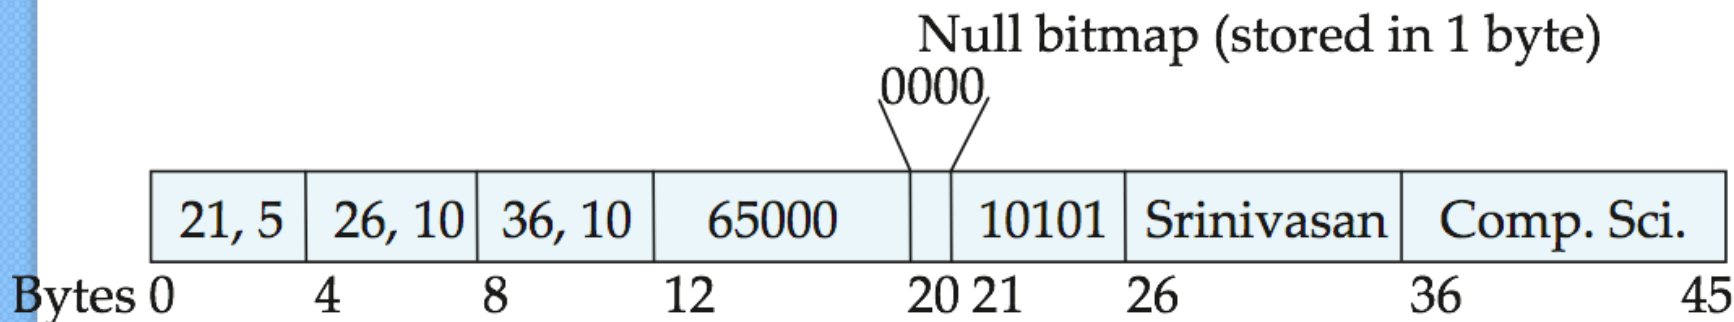 Null bitmap (stored in 1 byte)
0000
21, 5 26, 10 36, 10 65000 10101 Srinivasan Comp. Sci.
Bytes 0 4 8 12 20 21 26 36 45